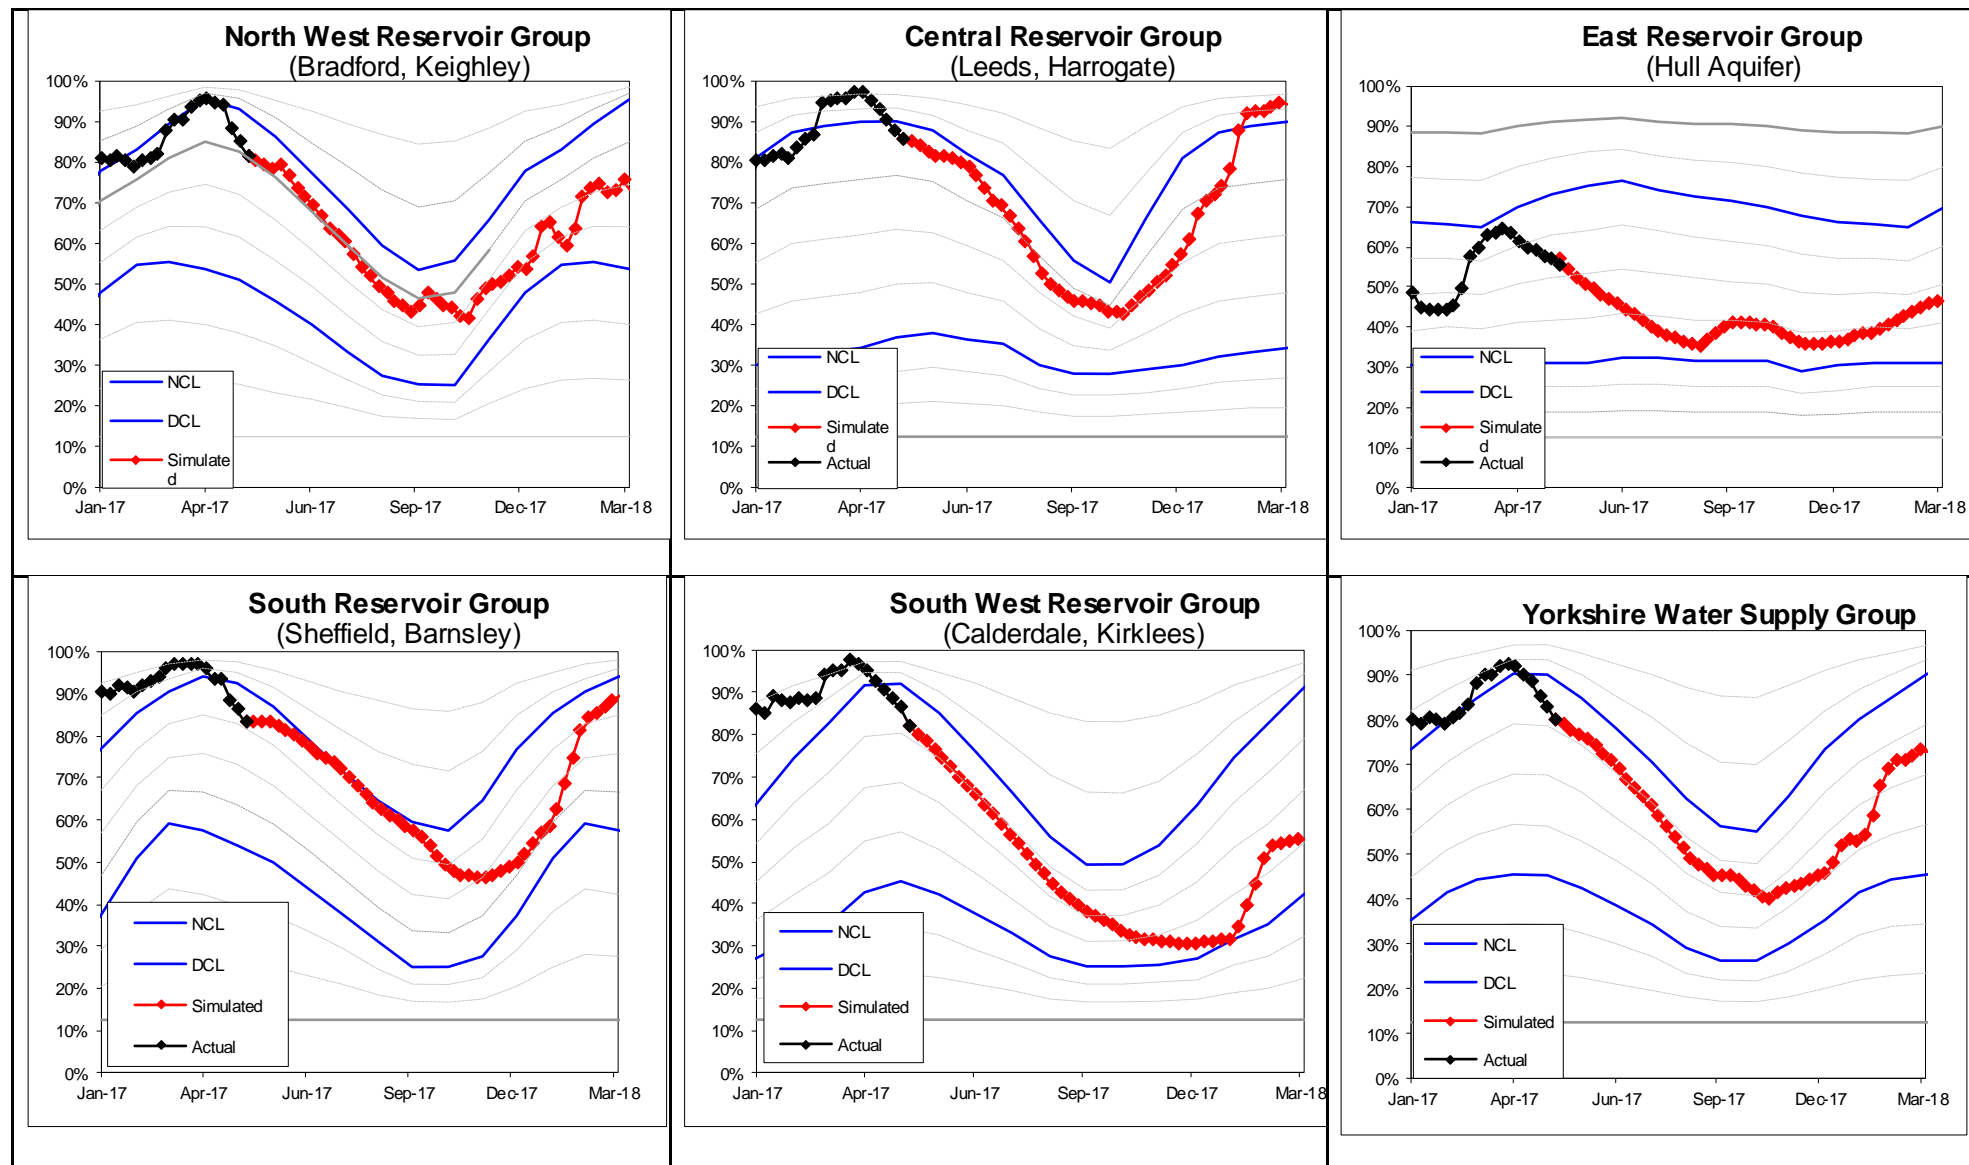 North West Reservoir Group
(Bradford, Keighley)
100%
90%
80%
70%
60%
50%
40%
30%
20%
10%
0%
NCL
DCL
Simulate
d
Jan-17 Apr-17 Jun-17 Sep-17 Dec-17 Mar-18
Central Reservoir Group
(Leeds, Harrogate)
100%
90%
80%
70%
60%
50%
40%
30%
20%
10%
0%
NCL
DCL
Simulate
d
Actual
Jan-17 Apr-17 Jun-17 Sep-17 Dec-17 Mar-18
East Reservoir Group
(Hull Aquifer)
100%
90%
80%
70%
60%
50%
40%
30%
20%
10%
0%
NCL
DCL
Simulate
d
Actual
Jan-17 Apr-17 Jun-17 Sep-17 Dec-17 Mar-18
South Reservoir Group
(Sheffield, Barnsley)
100%
90%
80%
70%
60%
50%
40%
30%
20%
10%
0%
NCL
DCL
Simulated
Actual
Jan-17 Apr-17 Jun-17 Sep-17 Dec-17 Mar-18
South West Reservoir Group
(Calderdale, Kirklees)
100%
90%
80%
70%
60%
50%
40%
30%
20%
10%
0%
NCL
DCL
Simulated
Actual
Jan-17 Apr-17 Jun-17 Sep-17 Dec-17 Mar-18
Yorkshire Water Supply Group
100%
90%
80%
70%
60%
50%
40%
30%
20%
10%
0%
NCL
DCL
Simulated
Actual
Jan-17 Apr-17 Jun-17 Sep-17 Dec-17 Mar-18